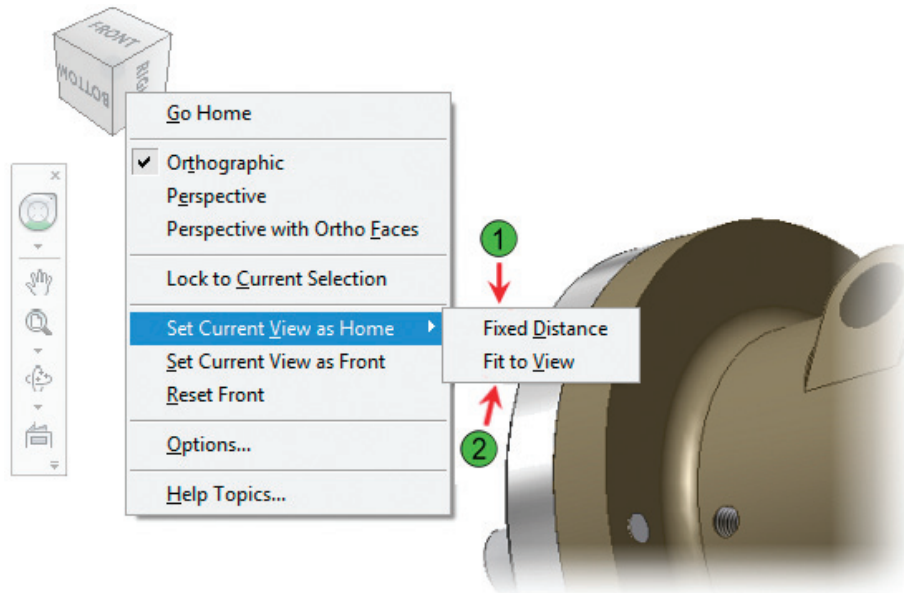 FRONT
BOTTOM
Go Home
Orthographic
Perspective
Perspective with Ortho Faces
Lock to Current Selection
Set Current View as Home
Set Current View as Front
Reset Front
Options...
Help Topics...
1
Fixed Distance
Fit to View
2